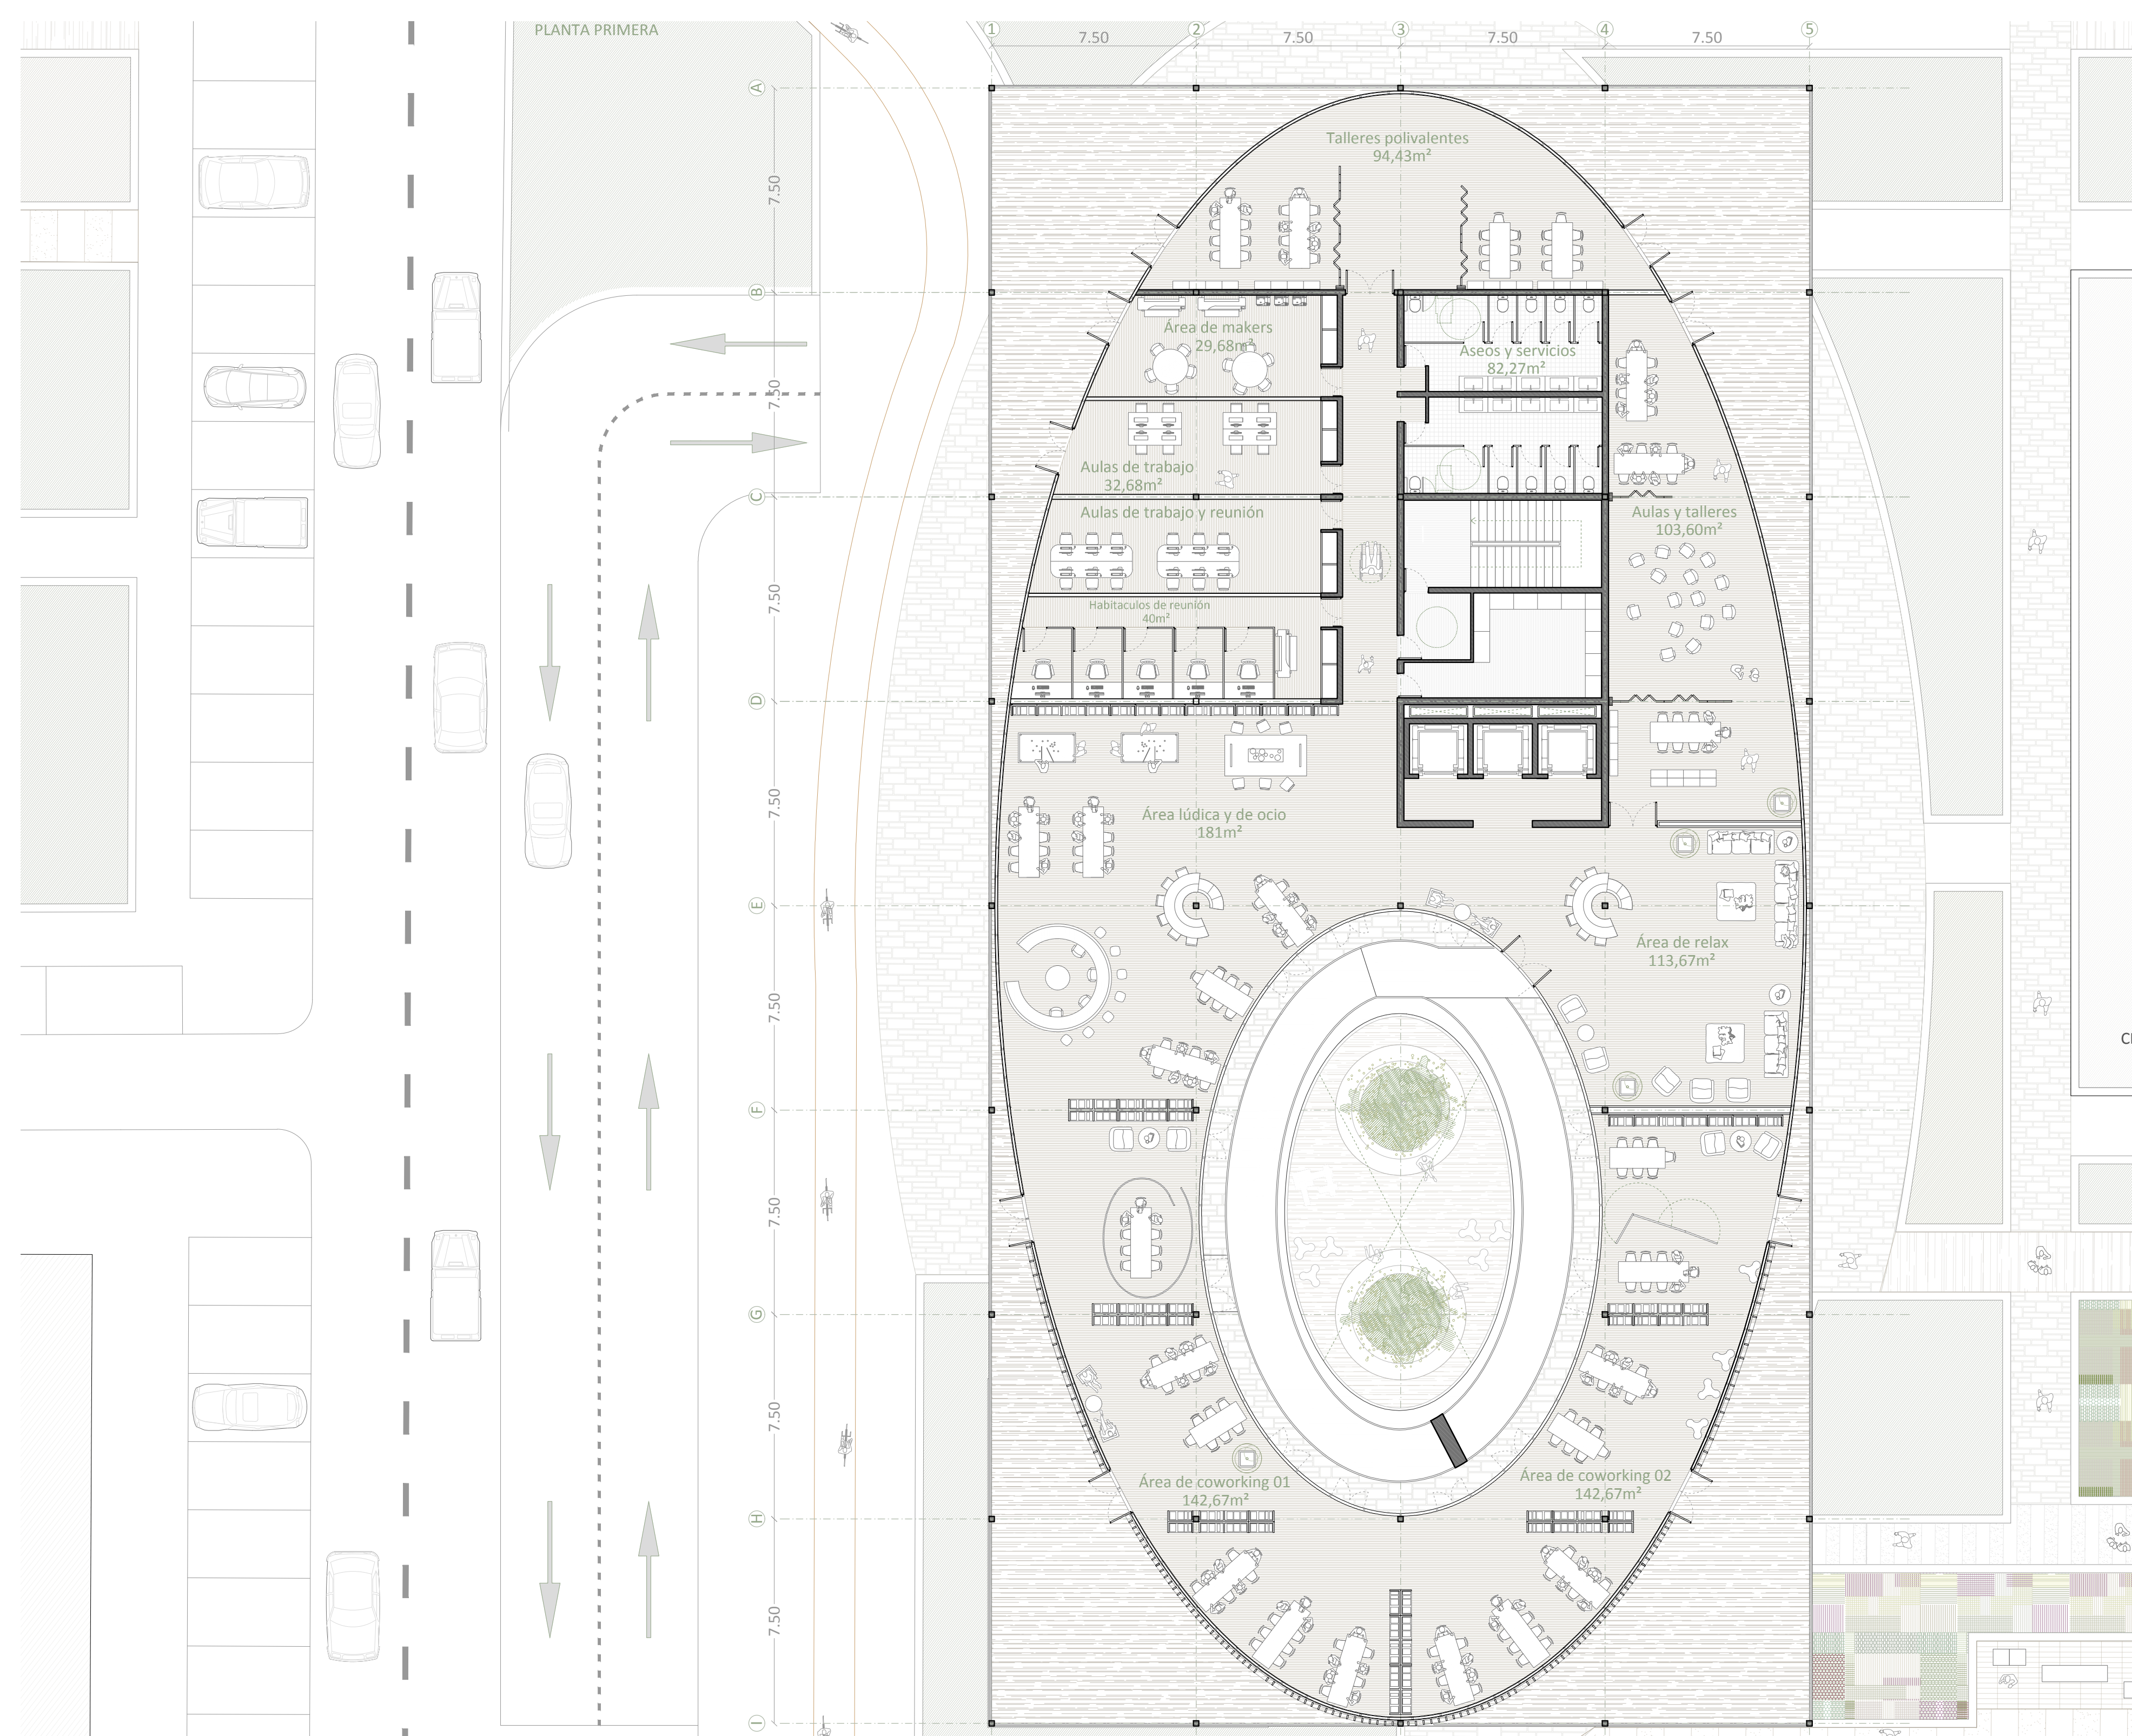 PLANTA PRIMERA
1
2
3
4
5
7.50
7.50
7.50
7.50
A
B
C
D
E
F
G
H
I
7.50
7.50
7.50
7.50
7.50
7.50
7.50
7.50
Talleres polivalentes
94,43m²
Área de makers
29,68m²
Aseos y servicios
82,27m²
Aulas de trabajo
32,68m²
Aulas de trabajo y reunión
Aulas y talleres
103,60m²
Habitaculos de reunión
40m²
Área lúdica y de ocio
181m²
Área de relax
113,67m²
Área de coworking 01
142,67m²
Área de coworking 02
142,67m²